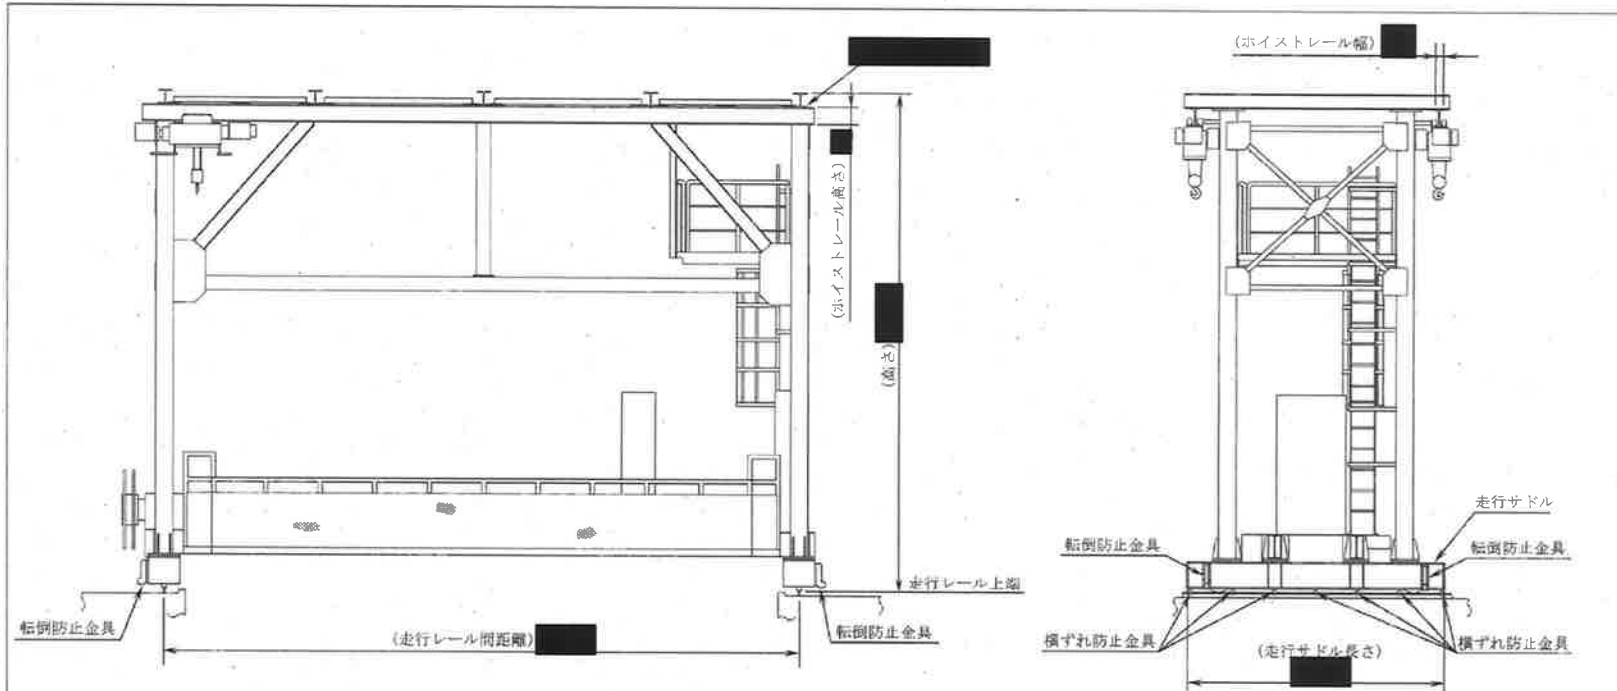 (ホイストレール幅)
(ホイストレール高さ)
(高さ)
走行レール上端
転倒防止金具
(走行レール間距離)
転倒防止金具
走行サドル
転倒防止金具
転倒防止金具
横ずれ防止金具
横ずれ防止金具
(走行サドル長さ)